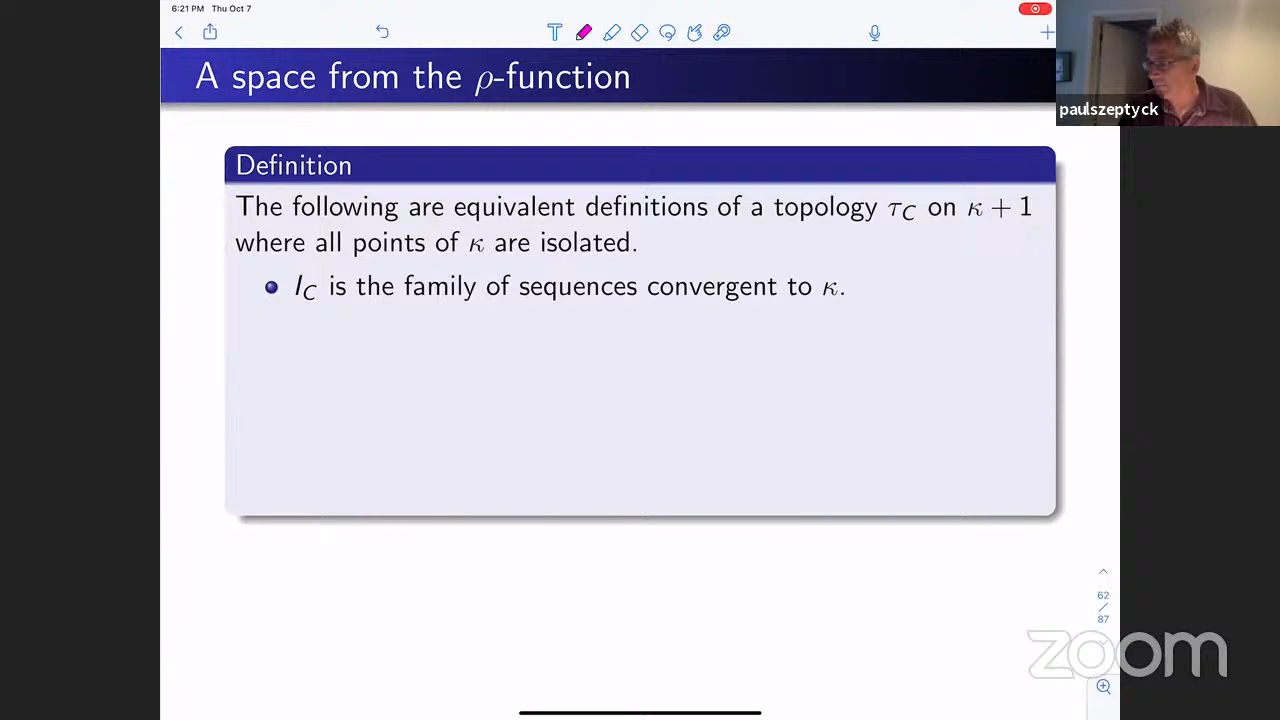 6:21 PM Thu Oct 7
A space from the ρ-function
paulszeptyck
Definition
The following are equivalent definitions of a topology τ_C on κ + 1
where all points of κ are isolated.
I_C is the family of sequences convergent to κ.
62
/
87
zoom